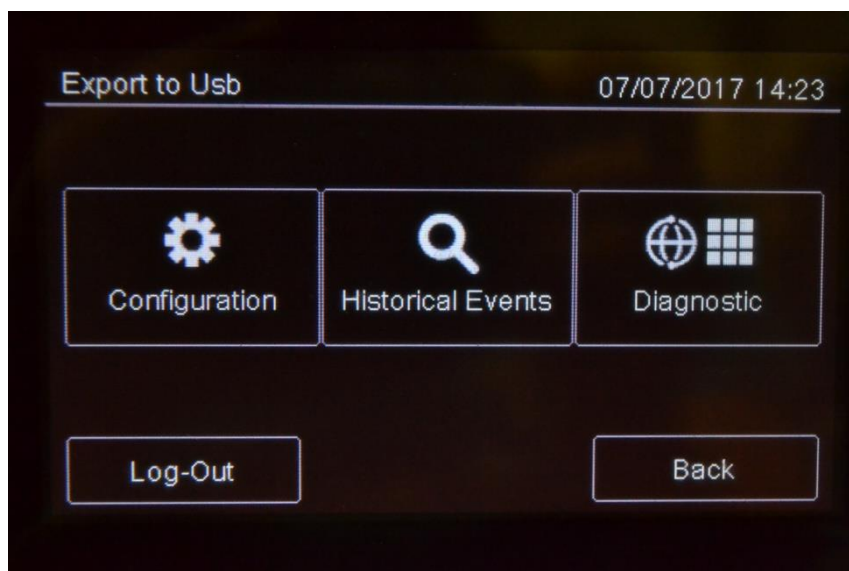 Export to Usb 07/07/2017 14:23
Configuration Historical Events Diagnostic
Log-Out Back